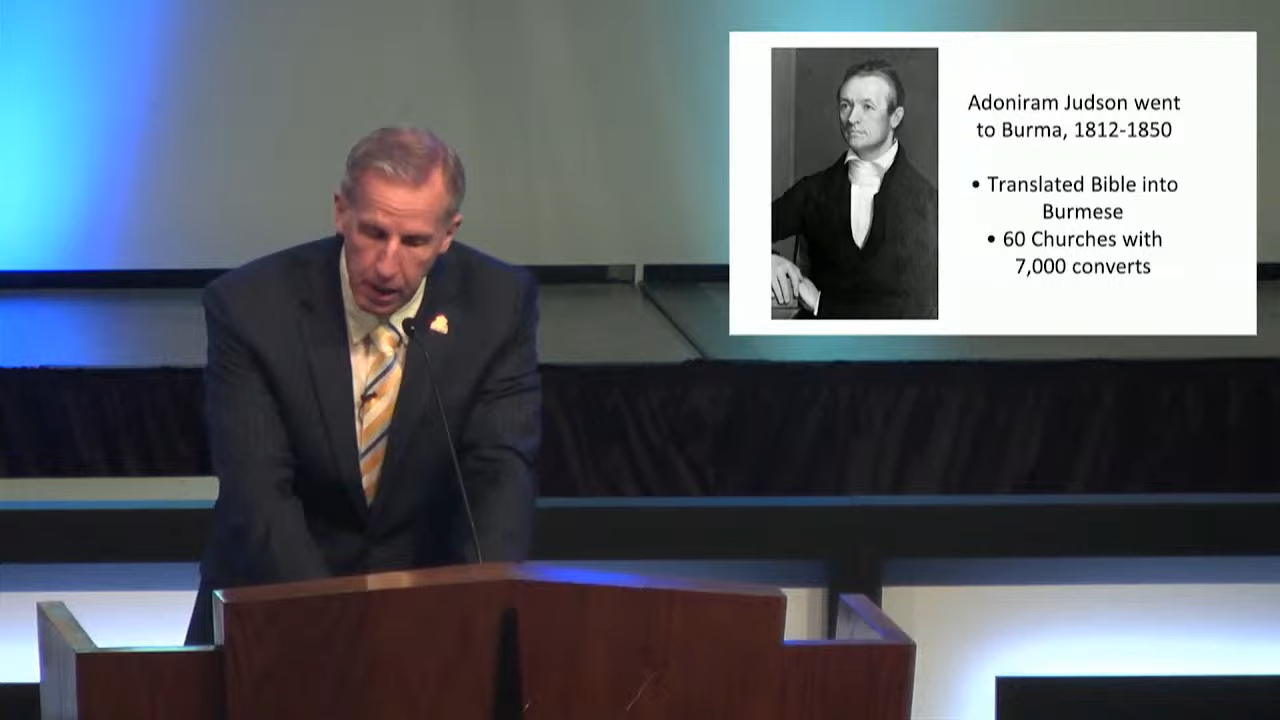 Adoniram Judson went
to Burma, 1812-1850
• Translated Bible into
Burmese
• 60 Churches with
7,000 converts